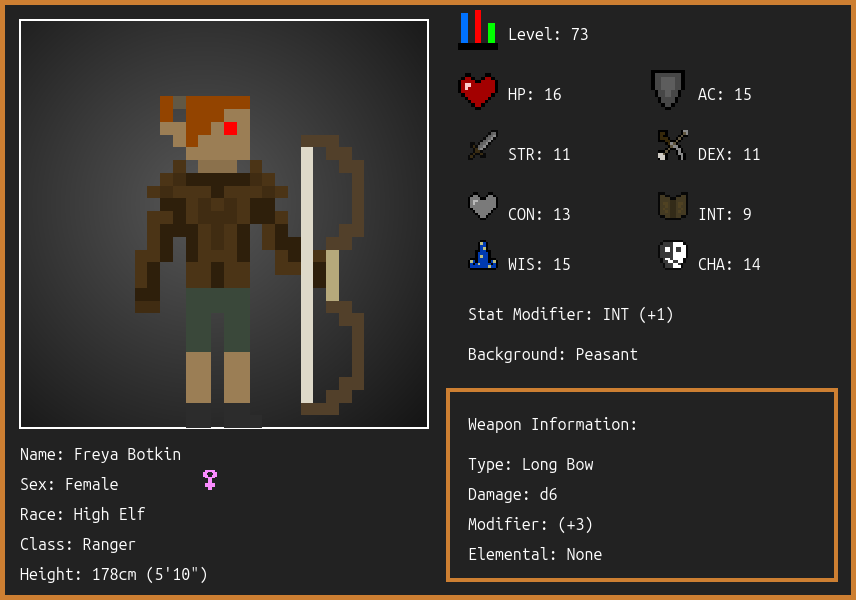 Level: 73
HP: 16
AC: 15
STR: 11
DEX: 11
CON: 13
INT: 9
WIS: 15
CHA: 14
Stat Modifier: INT (+1)
Background: Peasant
Weapon Information:
Type: Long Bow
Damage: d6
Modifier: (+3)
Elemental: None
Name: Freya Botkin
Sex: Female
Race: High Elf
Class: Ranger
Height: 178cm (5'10")